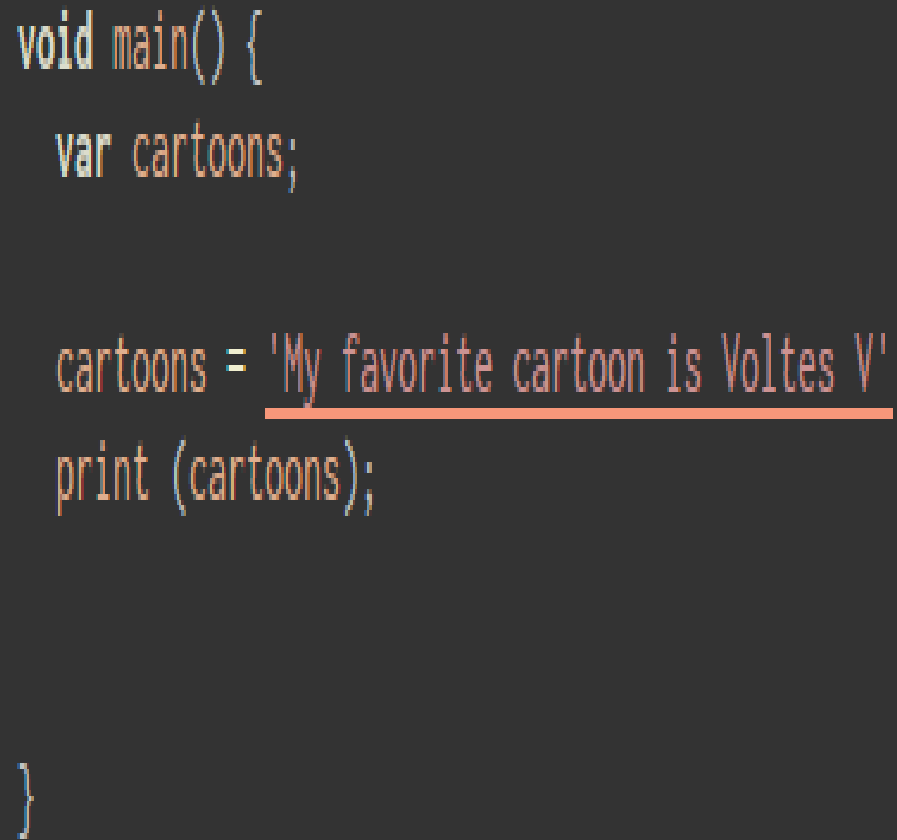 void main() {
var cartoons;
cartoons = 'My favorite cartoon is Voltes V'
print (cartoons);
}